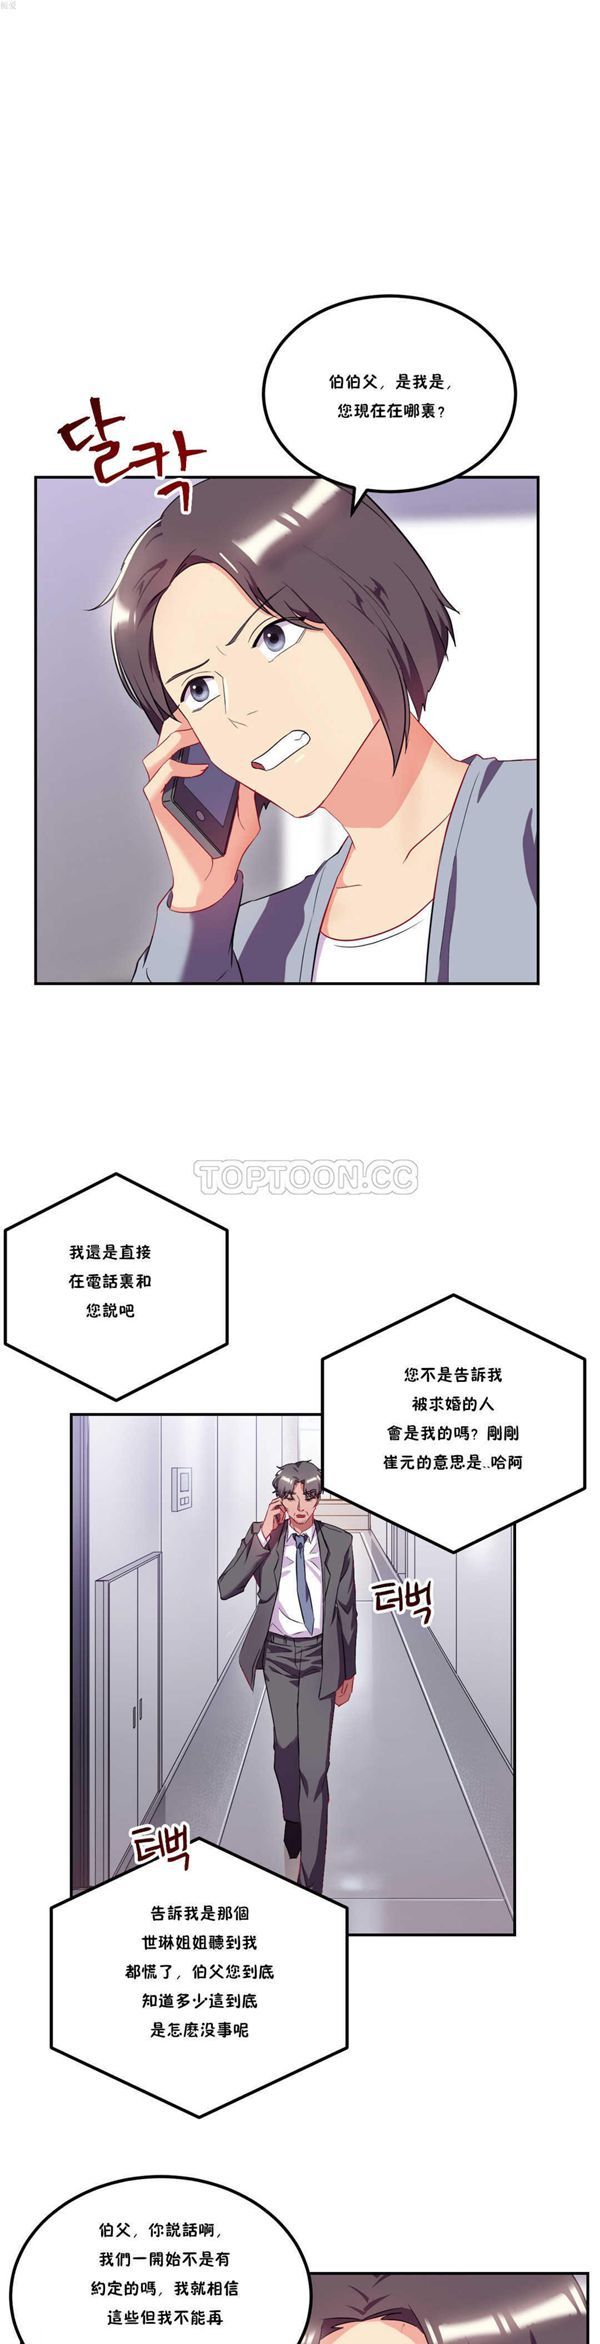 極爱
伯伯父，是我是，
您現在在哪裏？
달칵
TOPTOON.CC
我還是直接
在電話裏和
您說吧
您不是告訴我
被求婚的人
會是我的嗎？剛剛
崔元的意思是..哈阿
터벅
터벅
告訴我是那個
世琳姐姐聽到我
都慌了，伯父您到底
知道多少這到底
是怎麽没事呢
伯父，你説話啊，
我們一開始不是有
約定的嗎，我就相信
這些但我不能再